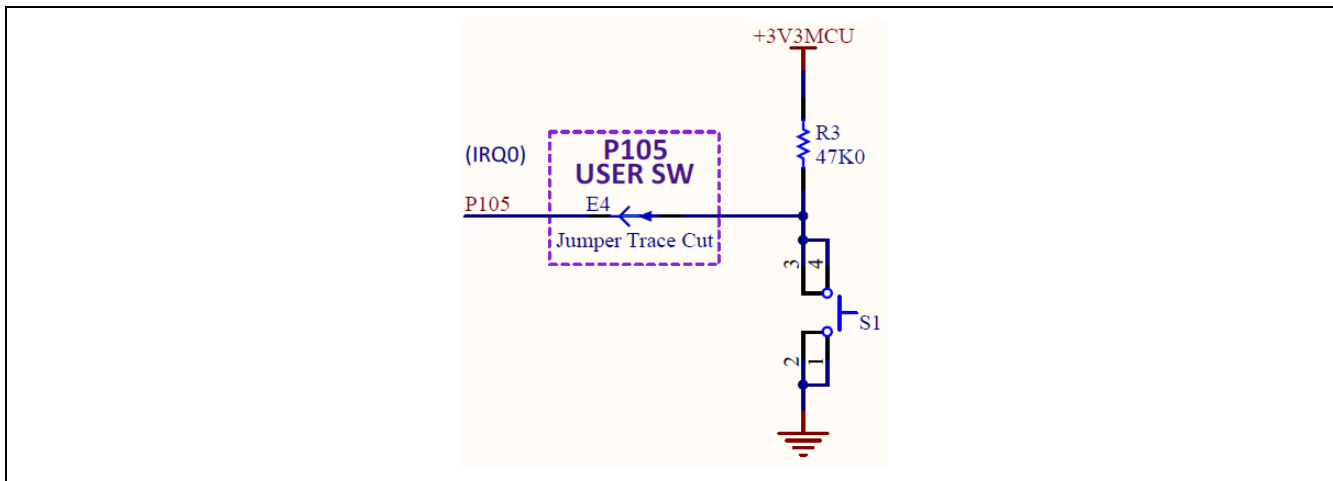 +3V3MCU
R3
47K0
(IRQ0)
P105
USER SW
P105
E4
Jumper Trace Cut
3
4
S1
2
1